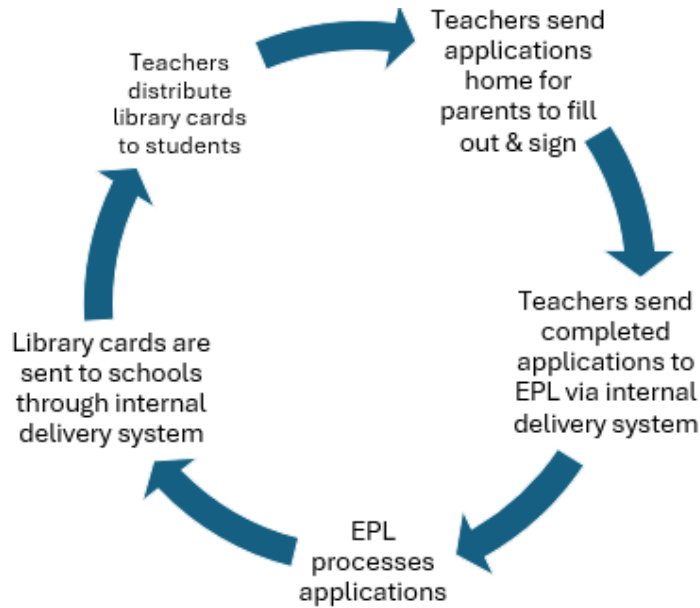 Teachers send
applications
home for
parents to fill
out & sign
Teachers send
completed
applications to
EPL via internal
delivery system
EPL
processes
applications
Library cards are
sent to schools
through internal
delivery system
Teachers
distribute
library cards
to students